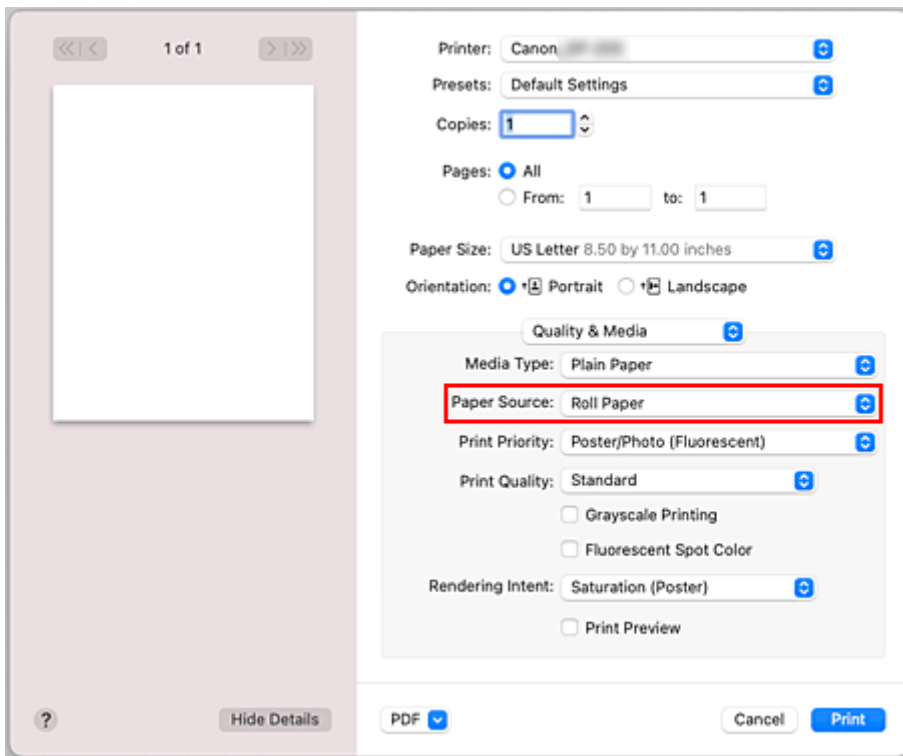 1 of 1
Printer: Canon
Presets: Default Settings
Copies: 1
Pages: All
From: 1 to: 1
Paper Size: US Letter 8.50 by 11.00 inches
Orientation: Portrait Landscape
Quality & Media
Media Type: Plain Paper
Paper Source: Roll Paper
Print Priority: Poster/Photo (Fluorescent)
Print Quality: Standard
Grayscale Printing
Fluorescent Spot Color
Rendering Intent: Saturation (Poster)
Print Preview
? Hide Details PDF Cancel Print